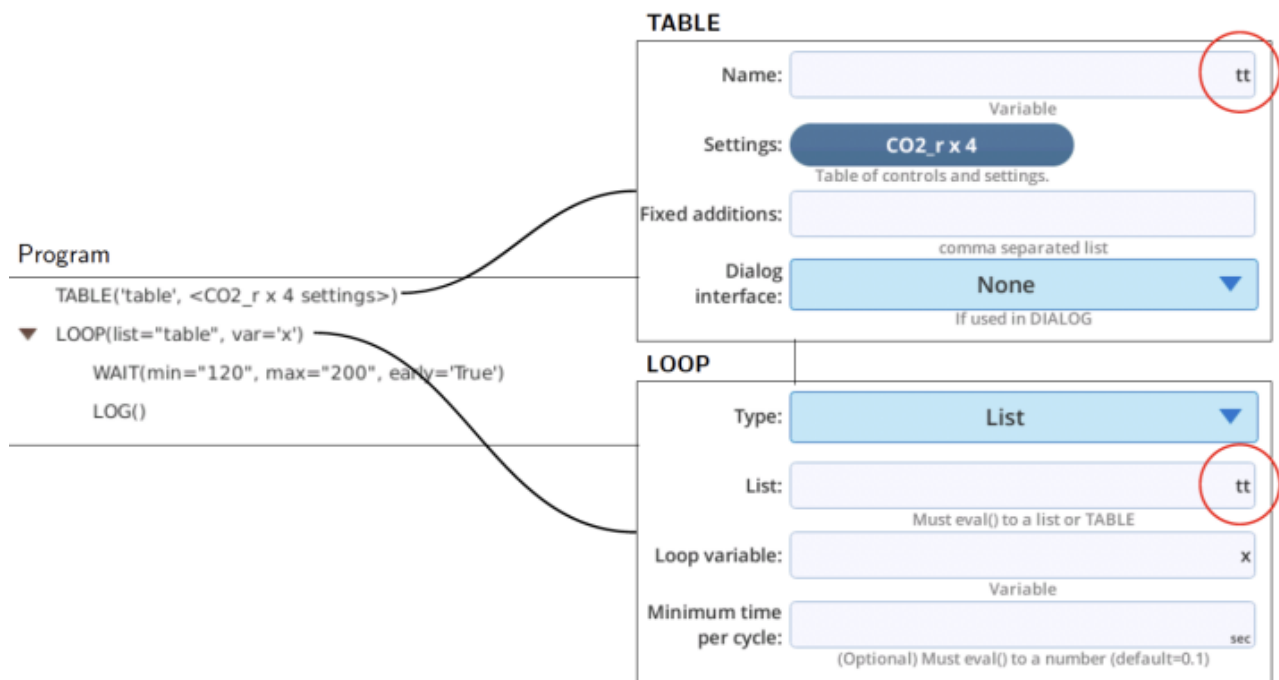 Program
TABLE('table', <CO2_r x 4 settings>)
LOOP(list="table", var='x')
WAIT(min="120", max="200", early='True')
LOG()
TABLE
Name: tt
Variable
Settings: CO2_r x 4
Table of controls and settings.
Fixed additions:
comma separated list
Dialog
interface: None
If used in DIALOG
LOOP
Type: List
List: tt
Must eval() to a list or TABLE
Loop variable: x
Variable
Minimum time
per cycle: sec
(Optional) Must eval() to a number (default=0.1)